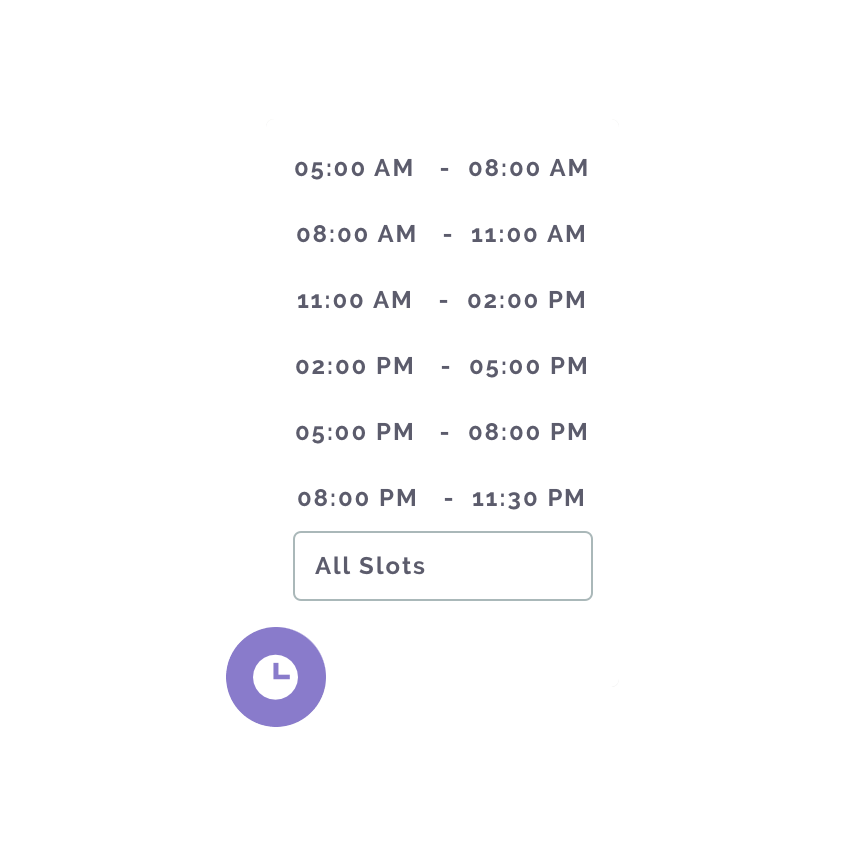 05:00 AM - 08:00 AM
08:00 AM - 11:00 AM
11:00 AM - 02:00 PM
02:00 PM - 05:00 PM
05:00 PM - 08:00 PM
08:00 PM - 11:30 PM
All Slots